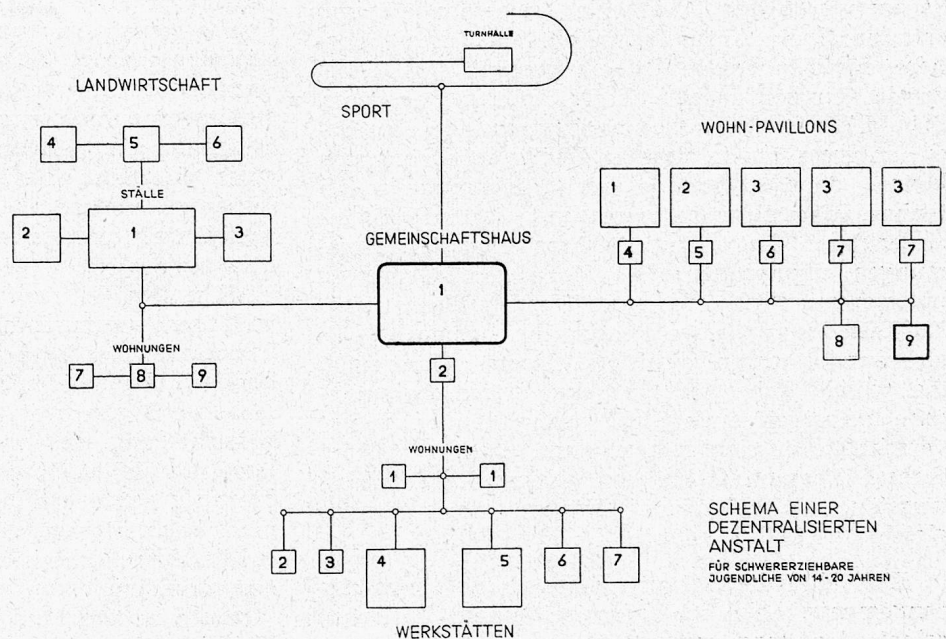 TURNHALLE
SPORT
LANDWIRTSCHAFT
4 5 6
STÄLLE
2 1 3
WOHNUNGEN
7 8 9
GEMEINSCHAFTSHAUS
1
2
WOHN-PAVILLONS
1 2 3 3 3
4 5 6 7 7
8 9
WOHNUNGEN
1 1
2 3 4 5 6 7
WERKSTÄTTEN
SCHEMA EINER
DEZENTRALISIERTEN
ANSTALT
FÜR SCHWERERZIEHBARE
JUGENDLICHE VON 14-20 JAHREN